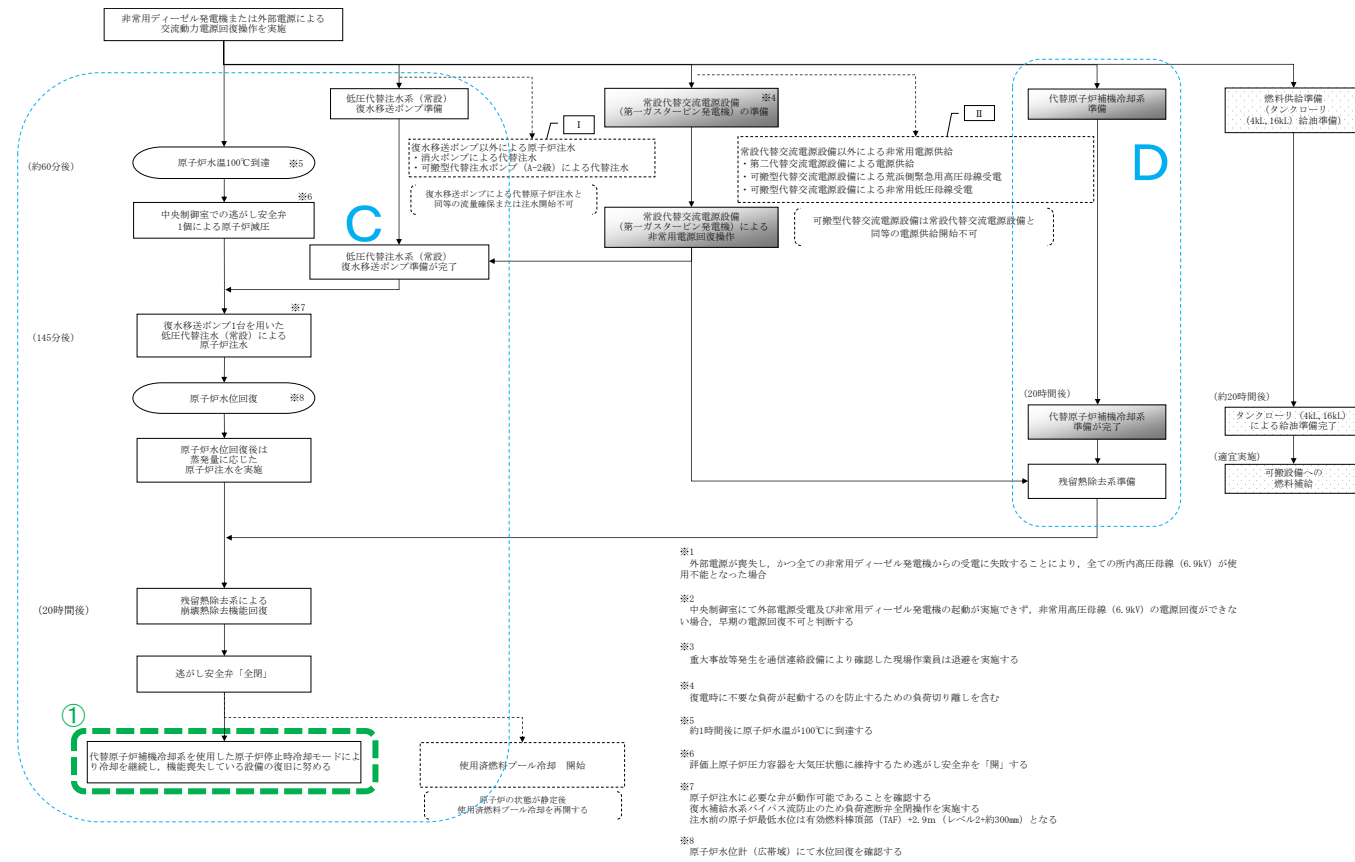 非常用ディーゼル発電機または外部電源による
交流動力電源回復操作を実施
低圧代替注水系（常設）
復水移送ポンプ準備
※4
常設代替交流電源設備
（第一ガスタービン発電機）の準備
代替原子炉補機冷却系
準備
燃料供給準備
（タンクローリ
(4kL,16kL)
給油準備）
Ⅰ
復水移送ポンプ以外による原子炉注水
・消火ポンプによる代替注水
・可搬型代替注水ポンプ（A-2級）による代替注水
復水移送ポンプによる代替原子炉注水と
同等の流量確保または注水開始不可
Ⅱ
常設代替交流電源設備以外による非常用電源供給
・第二代替交流電源設備による電源供給
・可搬型代替交流電源設備による荒浜側緊急用高圧母線受電
・可搬型代替交流電源設備による非常用低圧母線受電
可搬型代替交流電源設備は常設代替交流電源設備と
同等の電源供給開始不可
D
(約60分後)
原子炉水温100℃到達 ※5
※6
中央制御室での逃がし安全弁
1個による原子炉減圧
C
常設代替交流電源設備
（第一ガスタービン発電機）による
非常用電源回復操作
低圧代替注水系（常設）
復水移送ポンプ準備が完了
※7
(145分後)
復水移送ポンプ1台を用いた
低圧代替注水（常設）による
原子炉注水
原子炉水位回復 ※8
原子炉水位回復後は
蒸発量に応じた
原子炉注水を実施
(20時間後)
代替原子炉補機冷却系
準備が完了
残留熱除去系準備
(約20時間後)
タンクローリ（4kL,16kL）
による給油準備完了
(適宜実施)
可搬設備への
燃料補給
(20時間後)
残留熱除去系による
崩壊熱除去機能回復
逃がし安全弁「全閉」
①
代替原子炉補機冷却系を使用した原子炉停止時冷却モードによ
り冷却を継続し，機能喪失している設備の復旧に努める
使用済燃料プール冷却 開始
原子炉の状態が静定後
使用済燃料プール冷却を再開する
※1
外部電源が喪失し，かつ全ての非常用ディーゼル発電機からの受電に失敗することにより，全ての所内高圧母線（6.9kV）が使
用不能となった場合
※2
中央制御室にて外部電源受電及び非常用ディーゼル発電機の起動が実施できず，非常用高圧母線（6.9kV）の電源回復ができな
い場合，早期の電源回復不可と判断する
※3
重大事故等発生を通信連絡設備により確認した現場作業員は退避を実施する
※4
復電時に不要な負荷が起動するのを防止するための負荷切り離しを含む
※5
約1時間後に原子炉水温が100℃に到達する
※6
評価上原子炉圧力容器を大気圧状態に維持するため逃がし安全弁を「開」する
※7
原子炉注水に必要な弁が動作可能であることを確認する
復水補給水系バイパス流防止のため負荷遮断弁全閉操作を実施する
注水前の原子炉最低水位は有効燃料棒頂部（TAF）+2.9m（レベル2+約300mm）となる
※8
原子炉水位計（広帯域）にて水位回復を確認する